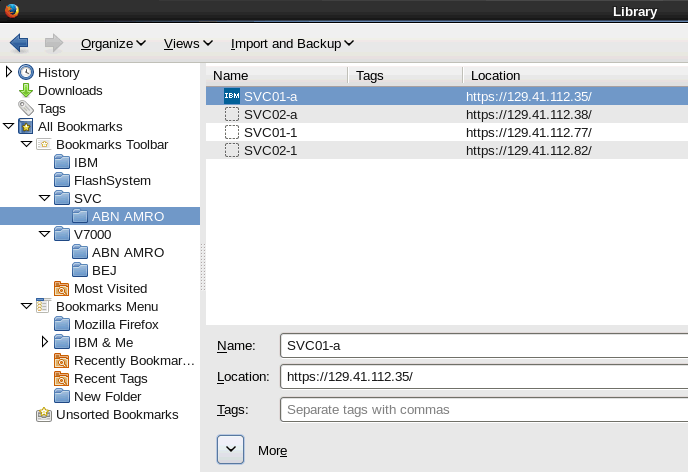 Library
Organize Views Import and Backup
History
Downloads
Tags
All Bookmarks
Bookmarks Toolbar
IBM
FlashSystem
SVC
ABN AMRO
V7000
ABN AMRO
BEJ
Most Visited
Bookmarks Menu
Mozilla Firefox
IBM & Me
Recently Bookmar...
Recent Tags
New Folder
Unsorted Bookmarks
Name Tags Location
IBM SVC01-a https://129.41.112.35/
SVC02-a https://129.41.112.38/
SVC01-1 https://129.41.112.77/
SVC02-1 https://129.41.112.82/
Name: SVC01-a
Location: https://129.41.112.35/
Tags: Separate tags with commas
More